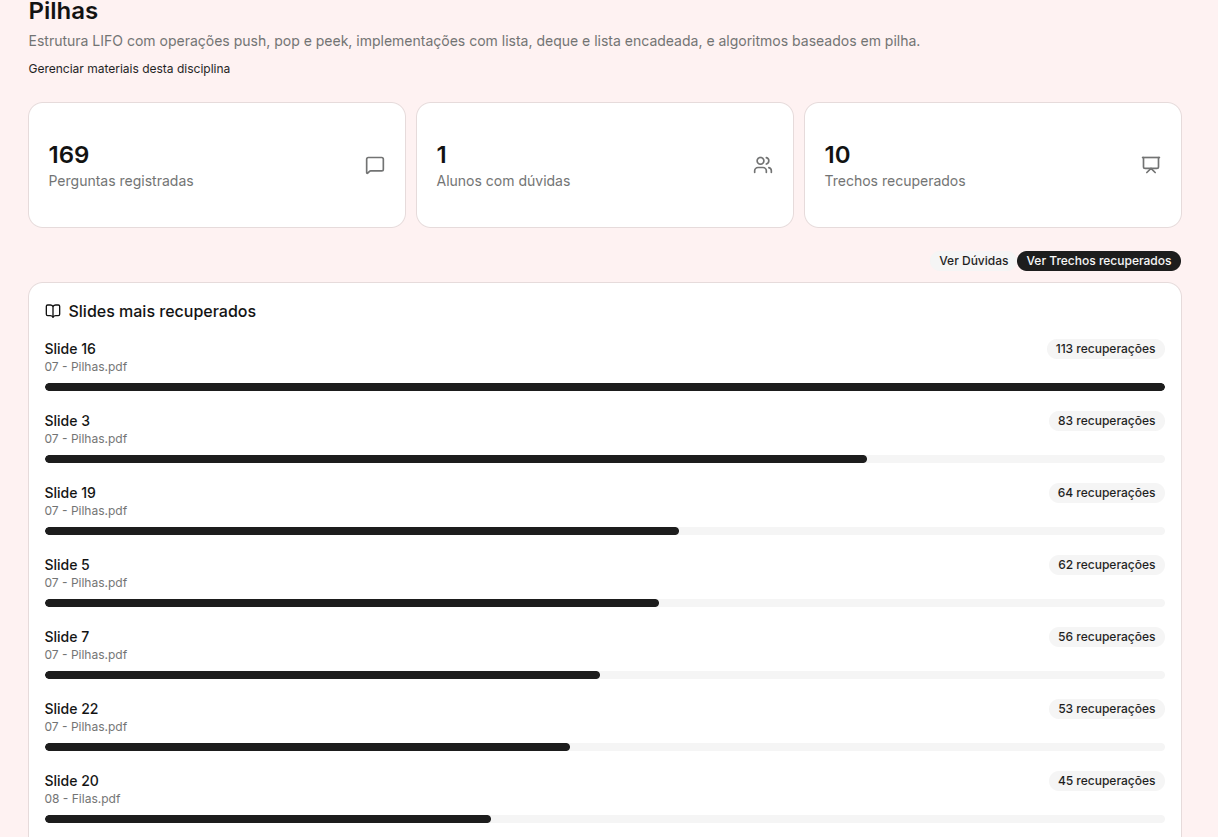 Pilhas
Estrutura LIFO com operações push, pop e peek, implementações com lista, deque e lista encadeada, e algoritmos baseados em pilha.
Gerenciar materiais desta disciplina
169
Perguntas registradas
1
Alunos com dúvidas
10
Trechos recuperados
Ver Dúvidas
Ver Trechos recuperados
Slides mais recuperados
Slide 16
113 recuperações
07 - Pilhas.pdf
Slide 3
83 recuperações
07 - Pilhas.pdf
Slide 19
64 recuperações
07 - Pilhas.pdf
Slide 5
62 recuperações
07 - Pilhas.pdf
Slide 7
56 recuperações
07 - Pilhas.pdf
Slide 22
53 recuperações
07 - Pilhas.pdf
Slide 20
45 recuperações
08 - Filas.pdf